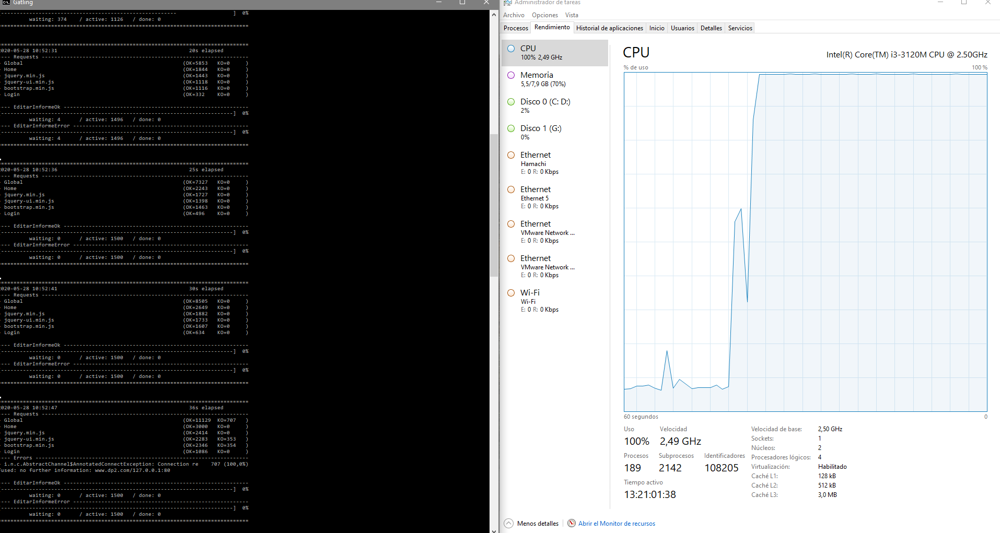 Gatling
---------------------------------------------------------] 0%
waiting: 374 / active: 1126 / done: 0
================================================================================
================================================================================
2020-05-28 10:52:31 20s elapsed
---- Requests ------------------------------------------------------------------
> Global (OK=5853 KO=0 )
> Home (OK=1844 KO=0 )
> jquery.min.js (OK=1443 KO=0 )
> jquery-ui.min.js (OK=1118 KO=0 )
> bootstrap.min.js (OK=1116 KO=0 )
> Login (OK=332 KO=0 )
---- EditarInformeOk -----------------------------------------------------------
--------------------------------------------------------------------------] 0%
waiting: 4 / active: 1496 / done: 0
---- EditarInformeError --------------------------------------------------------
--------------------------------------------------------------------------] 0%
waiting: 4 / active: 1496 / done: 0
================================================================================
================================================================================
2020-05-28 10:52:36 25s elapsed
---- Requests ------------------------------------------------------------------
> Global (OK=7327 KO=0 )
> Home (OK=2243 KO=0 )
> jquery.min.js (OK=1727 KO=0 )
> jquery-ui.min.js (OK=1398 KO=0 )
> bootstrap.min.js (OK=1463 KO=0 )
> Login (OK=496 KO=0 )
---- EditarInformeOk -----------------------------------------------------------
--------------------------------------------------------------------------] 0%
waiting: 0 / active: 1500 / done: 0
---- EditarInformeError --------------------------------------------------------
--------------------------------------------------------------------------] 0%
waiting: 0 / active: 1500 / done: 0
================================================================================
================================================================================
2020-05-28 10:52:41 30s elapsed
---- Requests ------------------------------------------------------------------
> Global (OK=8505 KO=0 )
> Home (OK=2649 KO=0 )
> jquery.min.js (OK=1882 KO=0 )
> jquery-ui.min.js (OK=1733 KO=0 )
> bootstrap.min.js (OK=1607 KO=0 )
> Login (OK=634 KO=0 )
---- EditarInformeOk -----------------------------------------------------------
--------------------------------------------------------------------------] 0%
waiting: 0 / active: 1500 / done: 0
---- EditarInformeError --------------------------------------------------------
--------------------------------------------------------------------------] 0%
waiting: 0 / active: 1500 / done: 0
================================================================================
================================================================================
2020-05-28 10:52:47 36s elapsed
---- Requests ------------------------------------------------------------------
> Global (OK=11129 KO=707 )
> Home (OK=3000 KO=0 )
> jquery.min.js (OK=2414 KO=0 )
> jquery-ui.min.js (OK=2283 KO=353 )
> bootstrap.min.js (OK=2346 KO=354 )
> Login (OK=1086 KO=0 )
---- Errors --------------------------------------------------------------------
> i.n.c.AbstractChannel$AnnotatedConnectException: Connection re 707 (100,0%)
fused: no further information: www.dp2.com/127.0.0.1:80
---- EditarInformeOk -----------------------------------------------------------
--------------------------------------------------------------------------] 0%
waiting: 0 / active: 1500 / done: 0
---- EditarInformeError --------------------------------------------------------
--------------------------------------------------------------------------] 0%
waiting: 0 / active: 1500 / done: 0
================================================================================
Administrador de tareas
Archivo Opciones Vista
Procesos Rendimiento Historial de aplicaciones Inicio Usuarios Detalles Servicios
CPU
100% 2,49 GHz
Memoria
5,5/7,9 GB (70%)
Disco 0 (C: D:)
2%
Disco 1 (G:)
0%
Ethernet
Hamachi
E: 0 R: 0 Kbps
Ethernet
Ethernet 5
E: 0 R: 0 Kbps
Ethernet
VMware Network ...
E: 0 R: 0 Kbps
Ethernet
VMware Network ...
E: 0 R: 0 Kbps
Wi-Fi
Wi-Fi
E: 0 R: 0 Kbps
CPU Intel(R) Core(TM) i3-3120M CPU @ 2.50GHz
% de uso 100 %
60 segundos 0
Uso Velocidad
100% 2,49 GHz
Procesos Subprocesos Identificadores
189 2142 108205
Tiempo activo
13:21:01:38
Velocidad de base: 2,50 GHz
Sockets: 1
Núcleos: 2
Procesadores lógicos: 4
Virtualización: Habilitado
Caché L1: 128 kB
Caché L2: 512 kB
Caché L3: 3,0 MB
Menos detalles Abrir el Monitor de recursos